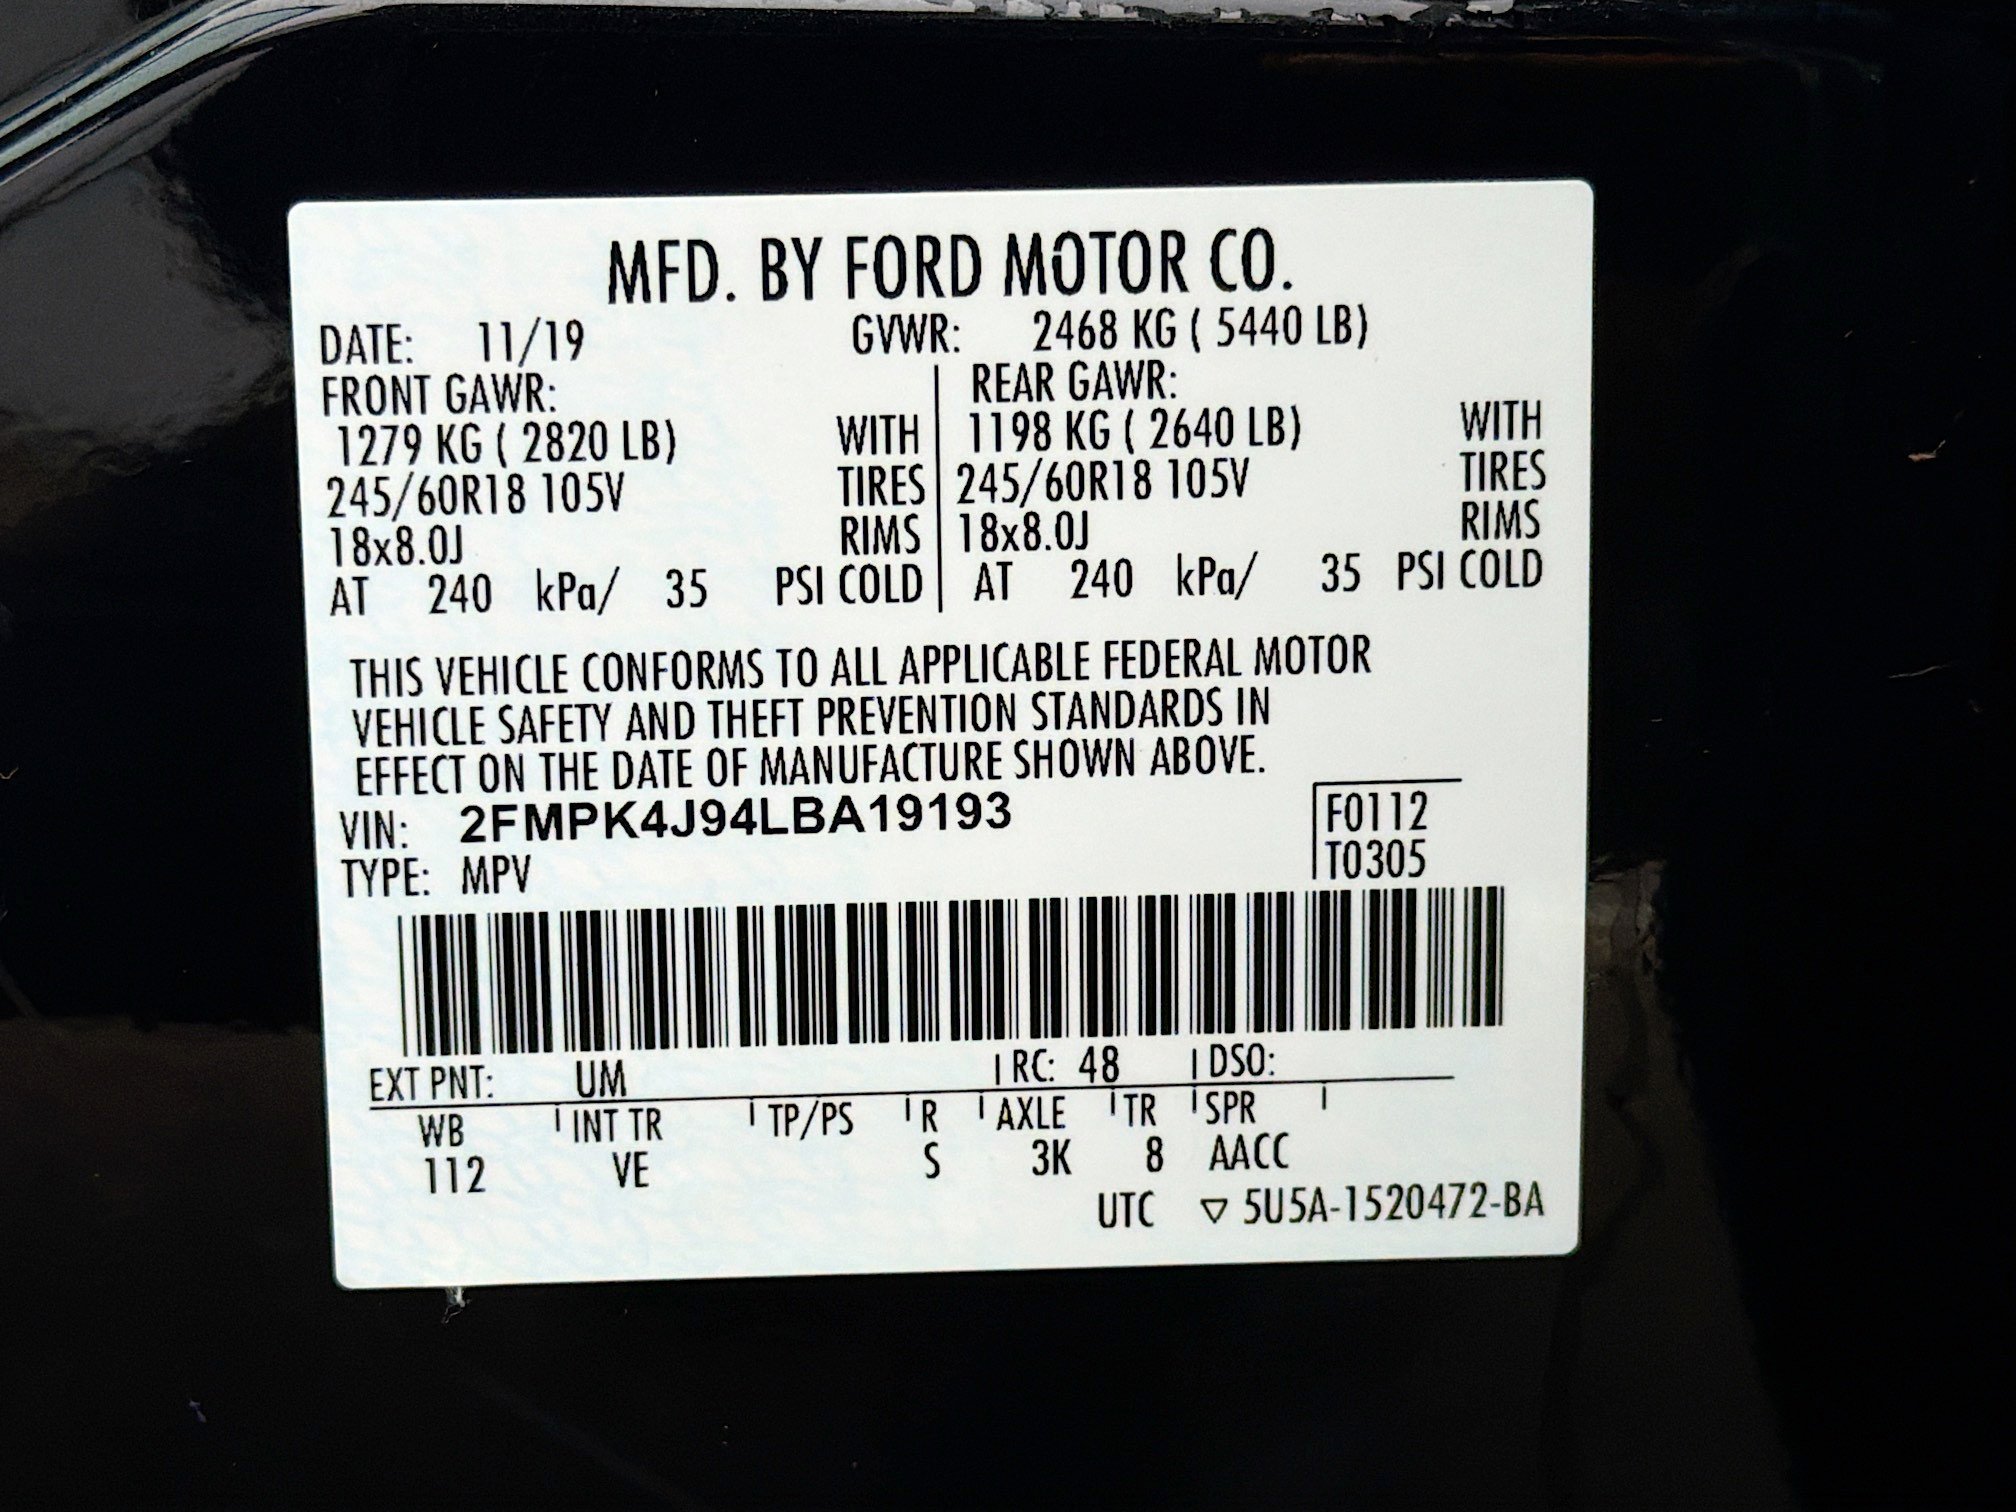 MFD. BY FORD MOTOR CO.
DATE: 11/19 GVWR: 2468 KG ( 5440 LB)
FRONT GAWR: REAR GAWR:
1279 KG ( 2820 LB) WITH 1198 KG ( 2640 LB) WITH
245/60R18 105V TIRES 245/60R18 105V TIRES
18x8.0J RIMS 18x8.0J RIMS
AT 240 kPa/ 35 PSI COLD AT 240 kPa/ 35 PSI COLD
THIS VEHICLE CONFORMS TO ALL APPLICABLE FEDERAL MOTOR
VEHICLE SAFETY AND THEFT PREVENTION STANDARDS IN
EFFECT ON THE DATE OF MANUFACTURE SHOWN ABOVE.
VIN: 2FMPK4J94LBA19193 F0112
TYPE: MPV T0305
EXT PNT: UM RC: 48 DSO:
WB INT TR TP/PS R AXLE TR SPR
112 VE S 3K 8 AACC
UTC ▽ 5U5A-1520472-BA